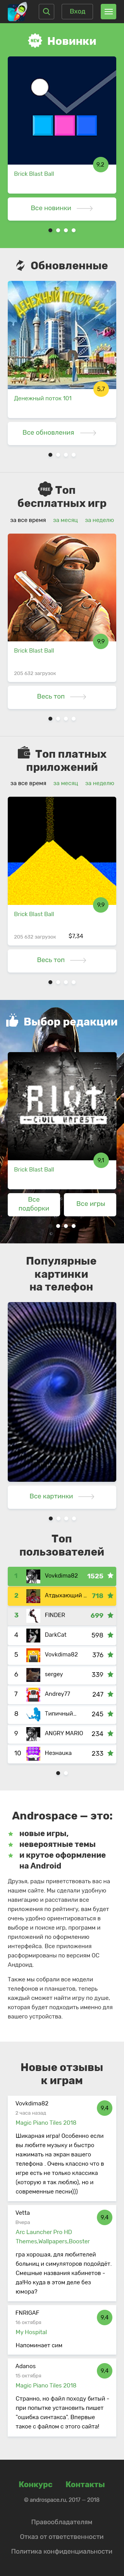 Вход
NEW Новинки
9,2
Brick Blast Ball
Все новинки
Обновленные
ДЕНЕЖНЫЙ ПОТОК 101
5,7
Денежный поток 101
Все обновления
FREE Топ
бесплатных игр
за все время за месяц за неделю
9,9
Brick Blast Ball
205 632 загрузок
Весь топ
Топ платных
приложений
за все время за месяц за неделю
9,9
Brick Blast Ball
205 602 загрузок $7,34
Весь топ
Выбор редакции
Blut
CIVIL UNREST
9,1
Brick Blast Ball
Все
подборки
Все игры
Популярные
картинки
на телефон
Все картинки
Топ
пользователей
1 Vovkdima82 1525
2 Атдыхающий .. 718
3 FINDER 699
4 DarkCat 598
5 Vovkdima82 376
6 sergey 339
7 Andrey77 247
8 Типичный.. 245
9 ANGRY MARIO 234
10 Незнаика 233
Androspace — это:
новые игры,
невероятные темы
и крутое оформление
на Android
Друзья, рады приветствовать вас на
нашем сайте. Мы сделали удобную
навигацию и расставили все
приложения по рейтингу, вам будет
очень удобно ориентироваться в
выборе и поиске игр, программ и
приложений по оформлению
интерфейса. Все приложения
расcчитаны по версиям ОС
Андроид.
Также мы собрали все модели
телефонов и планшетов, теперь
каждый сможет найти игру по душе,
которая будет подходить именно для
вашего устройства.
Новые отзывы
к играм
Vovkdima82
2 часа назад
9,4
Magic Piano Tiles 2018
Шикарная игра! Особенно если
вы любите музыку и быстро
нажимать на экран вашего
телефона . Очень классно что в
игре есть не только классика
(которую я так люблю), но и
современные песни)))
Vetta
Вчера
9,4
Arc Launcher Pro HD
Themes,Wallpapers,Booster
гра хорошая, для любителей
больниц и симуляторов подойдёт.
Смешные названия кабинетов -
да!Но куда в этом деле без
юмора?
FNRIGAF
16 октября
9,4
My Hospital
Напоминает сим
Adanos
15 октября
9,4
Magic Piano Tiles 2018
Странно, но файл походу битый -
при попытке установить пишет
"ошибка синтакса". Впервые
такое с файлом с этого сайта!
Конкурс Контакты
© androspace.ru, 2017 – 2018
Правообладателям
Отказ от ответственности
Политика конфиденциальности